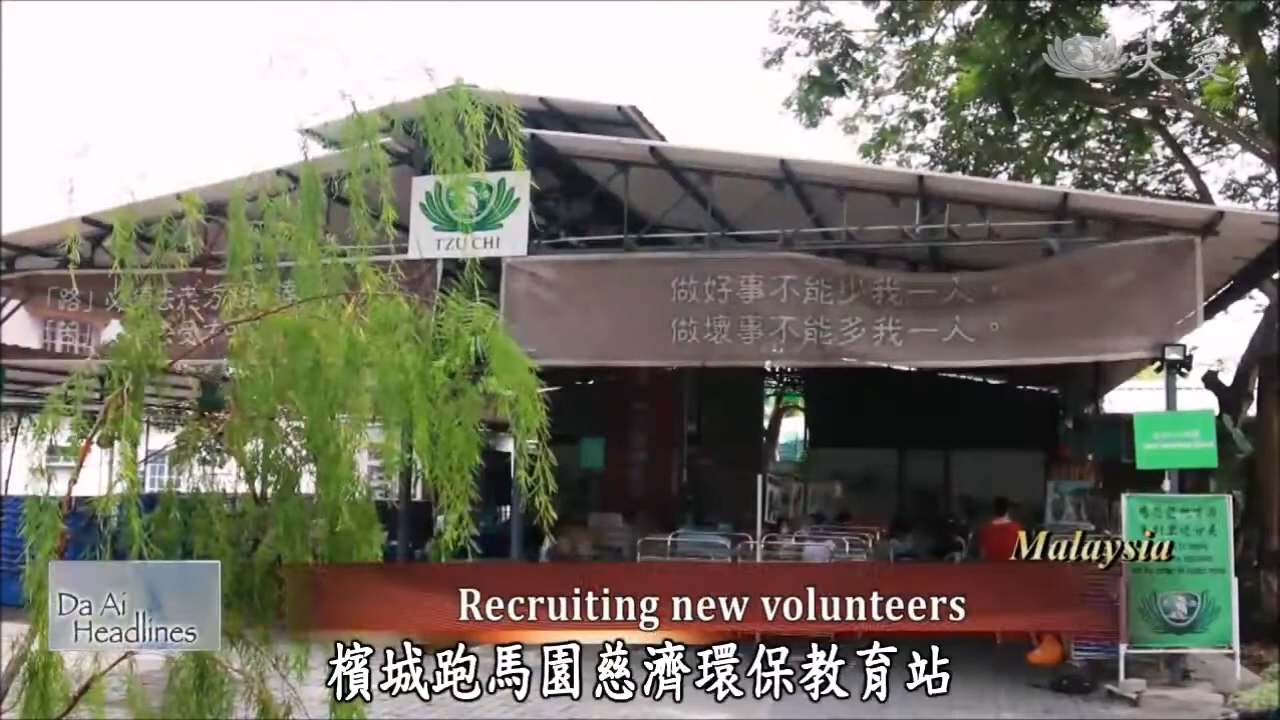 大愛
TZU CHI
做好事不能少我一人。
做壞事不能多我一人。
Malaysia
Da Ai
Headlines
Recruiting new volunteers
檳城跑馬園慈濟環保教育站